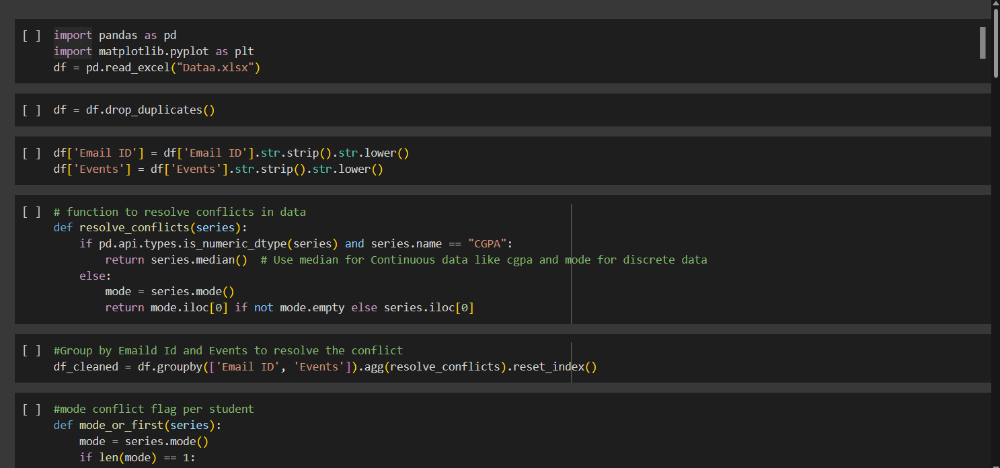 [ ] import pandas as pd
import matplotlib.pyplot as plt
df = pd.read_excel("Dataa.xlsx")
[ ] df = df.drop_duplicates()
[ ] df['Email ID'] = df['Email ID'].str.strip().str.lower()
df['Events'] = df['Events'].str.strip().str.lower()
[ ] # function to resolve conflicts in data
def resolve_conflicts(series):
    if pd.api.types.is_numeric_dtype(series) and series.name == "CGPA":
        return series.median()  # Use median for Continuous data like cgpa and mode for discrete data
    else:
        mode = series.mode()
        return mode.iloc[0] if not mode.empty else series.iloc[0]
[ ] #Group by Emaild Id and Events to resolve the conflict
df_cleaned = df.groupby(['Email ID', 'Events']).agg(resolve_conflicts).reset_index()
[ ] #mode conflict flag per student
def mode_or_first(series):
    mode = series.mode()
    if len(mode) == 1: